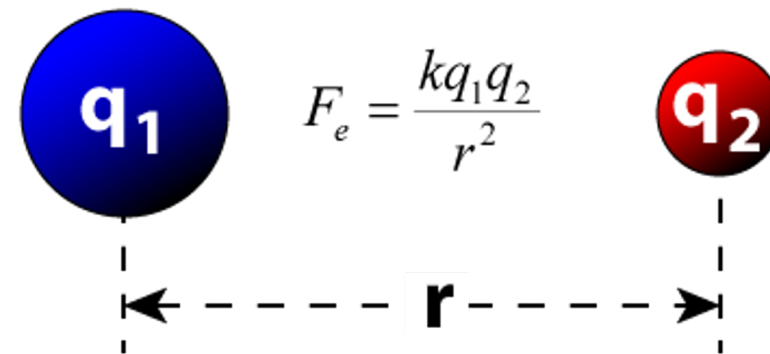 q₁
Fₑ = kq₁q₂ / r²
q₂
r